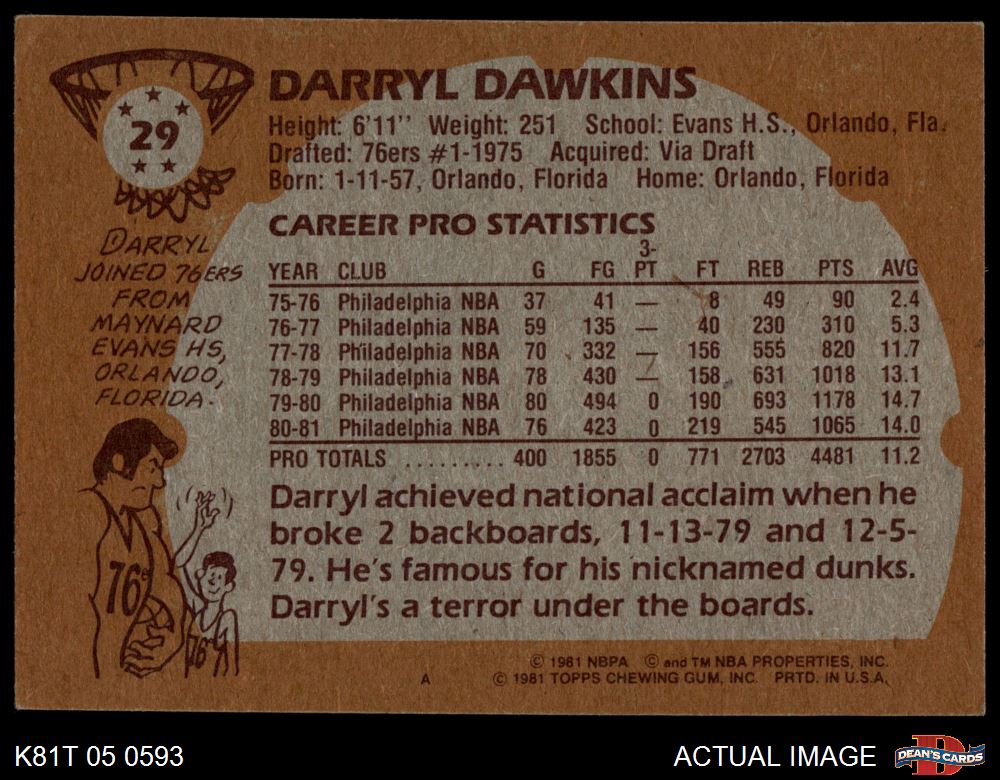 29
DARRYL
JOINED 76ERS
FROM
MAYNARD
EVANS HS,
ORLANDO,
FLORIDA.
76
76
DARRYL DAWKINS
Height: 6'11'' Weight: 251 School: Evans H.S., Orlando, Fla.
Drafted: 76ers #1-1975 Acquired: Via Draft
Born: 1-11-57, Orlando, Florida Home: Orlando, Florida
CAREER PRO STATISTICS
YEAR CLUB G FG 3-PT FT REB PTS AVG
75-76 Philadelphia NBA 37 41 — 8 49 90 2.4
76-77 Philadelphia NBA 59 135 — 40 230 310 5.3
77-78 Philadelphia NBA 70 332 — 156 555 820 11.7
78-79 Philadelphia NBA 78 430 — 158 631 1018 13.1
79-80 Philadelphia NBA 80 494 0 190 693 1178 14.7
80-81 Philadelphia NBA 76 423 0 219 545 1065 14.0
PRO TOTALS .......... 400 1855 0 771 2703 4481 11.2
Darryl achieved national acclaim when he
broke 2 backboards, 11-13-79 and 12-5-
79. He's famous for his nicknamed dunks.
Darryl's a terror under the boards.
© 1981 NBPA © and TM NBA PROPERTIES, INC.
A © 1981 TOPPS CHEWING GUM, INC. PRTD. IN U.S.A.
K81T 05 0593 ACTUAL IMAGE DEAN'S CARDS